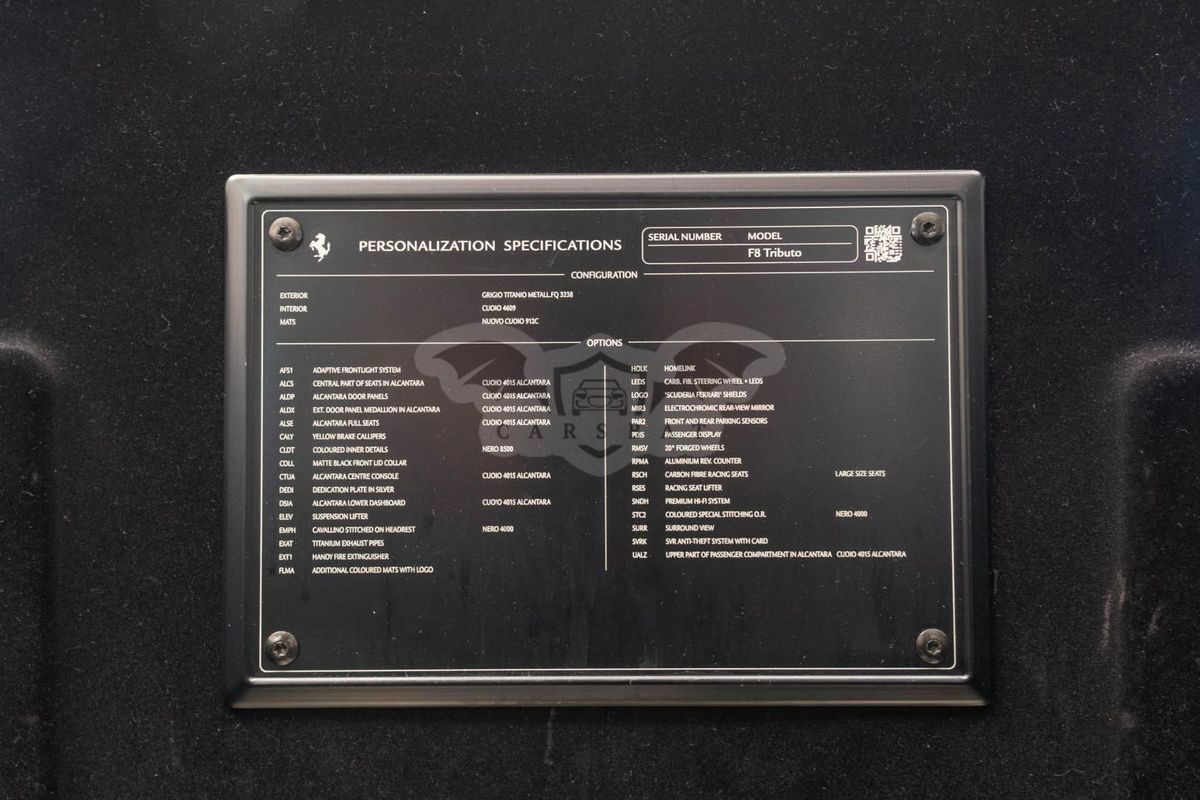 PERSONALIZATION SPECIFICATIONS
SERIAL NUMBER MODEL
F8 Tributo
CONFIGURATION
EXTERIOR GRIGIO TITANIO METALL.FQ 3238
INTERIOR CUOIO 4609
MATS NUOVO CUOIO 912C
OPTIONS
AFS1 ADAPTIVE FRONTLIGHT SYSTEM
ALCS CENTRAL PART OF SEATS IN ALCANTARA CUOIO 4015 ALCANTARA
ALDP ALCANTARA DOOR PANELS CUOIO 4015 ALCANTARA
ALDX EXT. DOOR PANEL MEDALLION IN ALCANTARA CUOIO 4015 ALCANTARA
ALSE ALCANTARA FULL SEATS CUOIO 4015 ALCANTARA
CALY YELLOW BRAKE CALLIPERS
CLDT COLOURED INNER DETAILS NERO 8500
COLL MATTE BLACK FRONT LID COLLAR
CTUA ALCANTARA CENTRE CONSOLE CUOIO 4015 ALCANTARA
DEDI DEDICATION PLATE IN SILVER
DSIA ALCANTARA LOWER DASHBOARD CUOIO 4015 ALCANTARA
ELEV SUSPENSION LIFTER
EMPH CAVALLINO STITCHED ON HEADREST NERO 4000
EXAT TITANIUM EXHAUST PIPES
EXT1 HANDY FIRE EXTINGUISHER
FLMA ADDITIONAL COLOURED MATS WITH LOGO
HOLK HOMELINK
LEDS CARB. FIB. STEERING WHEEL + LEDS
LOGO "SCUDERIA FERRARI" SHIELDS
MIR3 ELECTROCHROMIC REAR-VIEW MIRROR
PAR2 FRONT AND REAR PARKING SENSORS
PDIS PASSENGER DISPLAY
RMSV 20" FORGED WHEELS
RPMA ALUMINIUM REV. COUNTER
RSCH CARBON FIBRE RACING SEATS LARGE SIZE SEATS
RSES RACING SEAT LIFTER
SNDH PREMIUM HI-FI SYSTEM
STC2 COLOURED SPECIAL STITCHING O.R. NERO 4000
SURR SURROUND VIEW
SVRK SVR ANTI-THEFT SYSTEM WITH CARD
UALZ UPPER PART OF PASSENGER COMPARTMENT IN ALCANTARA CUOIO 4015 ALCANTARA